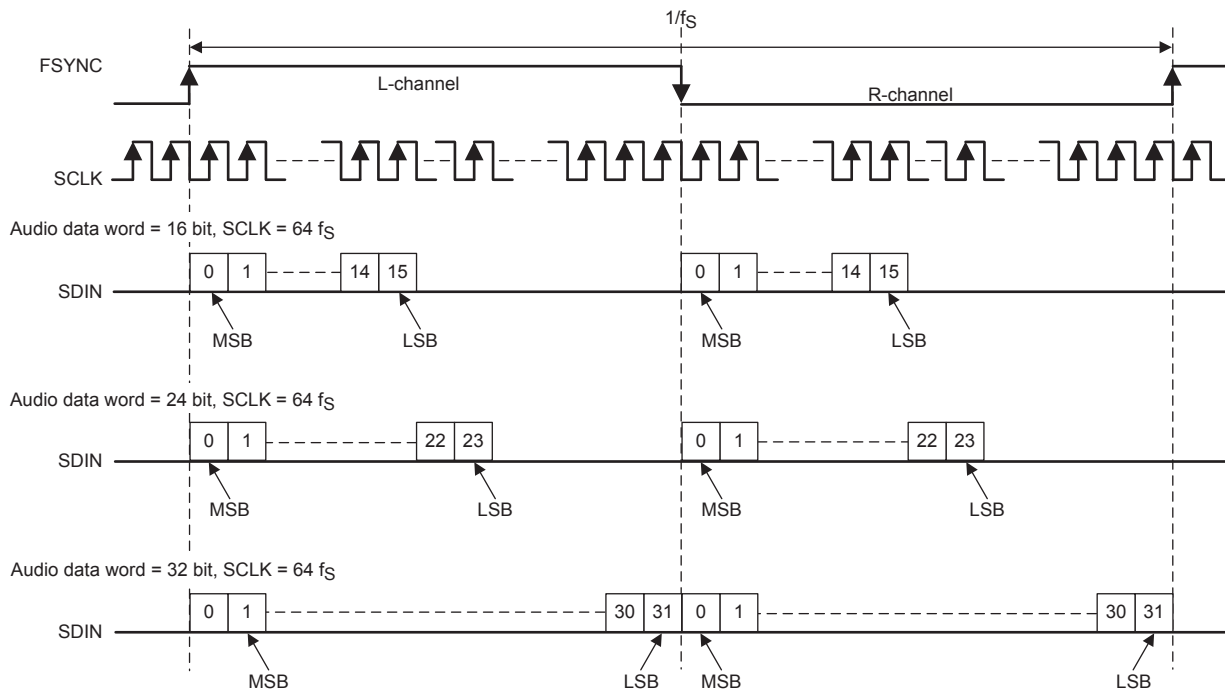 1/fS
FSYNC
L-channel
R-channel
SCLK
Audio data word = 16 bit, SCLK = 64 fS
SDIN
0 1 14 15 0 1 14 15
MSB LSB MSB LSB
Audio data word = 24 bit, SCLK = 64 fS
SDIN
0 1 22 23 0 1 22 23
MSB LSB MSB LSB
Audio data word = 32 bit, SCLK = 64 fS
SDIN
0 1 30 31 0 1 30 31
MSB LSB MSB LSB